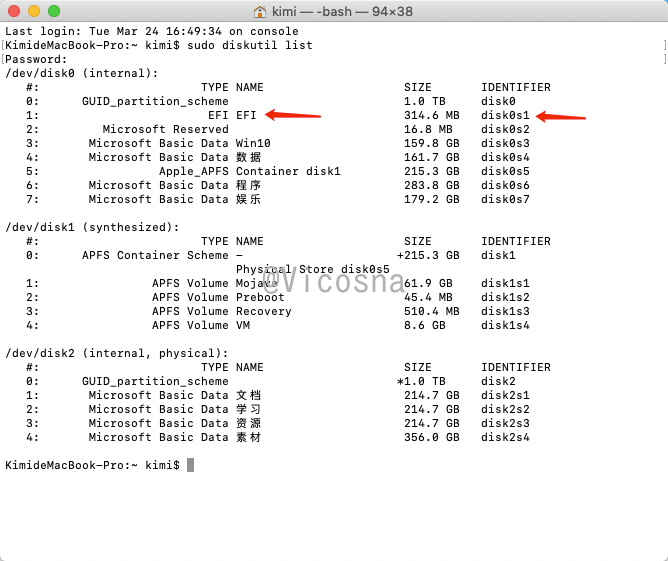 kimi — -bash — 94×38
Last login: Tue Mar 24 16:49:34 on console
[KimideMacBook-Pro:~ kimi$ sudo diskutil list ]
[Password: ]
/dev/disk0 (internal):
#: TYPE NAME SIZE IDENTIFIER
0: GUID_partition_scheme 1.0 TB disk0
1: EFI EFI 314.6 MB disk0s1
2: Microsoft Reserved 16.8 MB disk0s2
3: Microsoft Basic Data Win10 159.8 GB disk0s3
4: Microsoft Basic Data 数据 161.7 GB disk0s4
5: Apple_APFS Container disk1 215.3 GB disk0s5
6: Microsoft Basic Data 程序 283.8 GB disk0s6
7: Microsoft Basic Data 娱乐 179.2 GB disk0s7
/dev/disk1 (synthesized):
#: TYPE NAME SIZE IDENTIFIER
0: APFS Container Scheme - +215.3 GB disk1
Physical Store disk0s5
1: APFS Volume Mojave 61.9 GB disk1s1
2: APFS Volume Preboot 45.4 MB disk1s2
3: APFS Volume Recovery 510.4 MB disk1s3
4: APFS Volume VM 8.6 GB disk1s4
@Vicosna
/dev/disk2 (internal, physical):
#: TYPE NAME SIZE IDENTIFIER
0: GUID_partition_scheme *1.0 TB disk2
1: Microsoft Basic Data 文档 214.7 GB disk2s1
2: Microsoft Basic Data 学习 214.7 GB disk2s2
3: Microsoft Basic Data 资源 214.7 GB disk2s3
4: Microsoft Basic Data 素材 356.0 GB disk2s4
KimideMacBook-Pro:~ kimi$